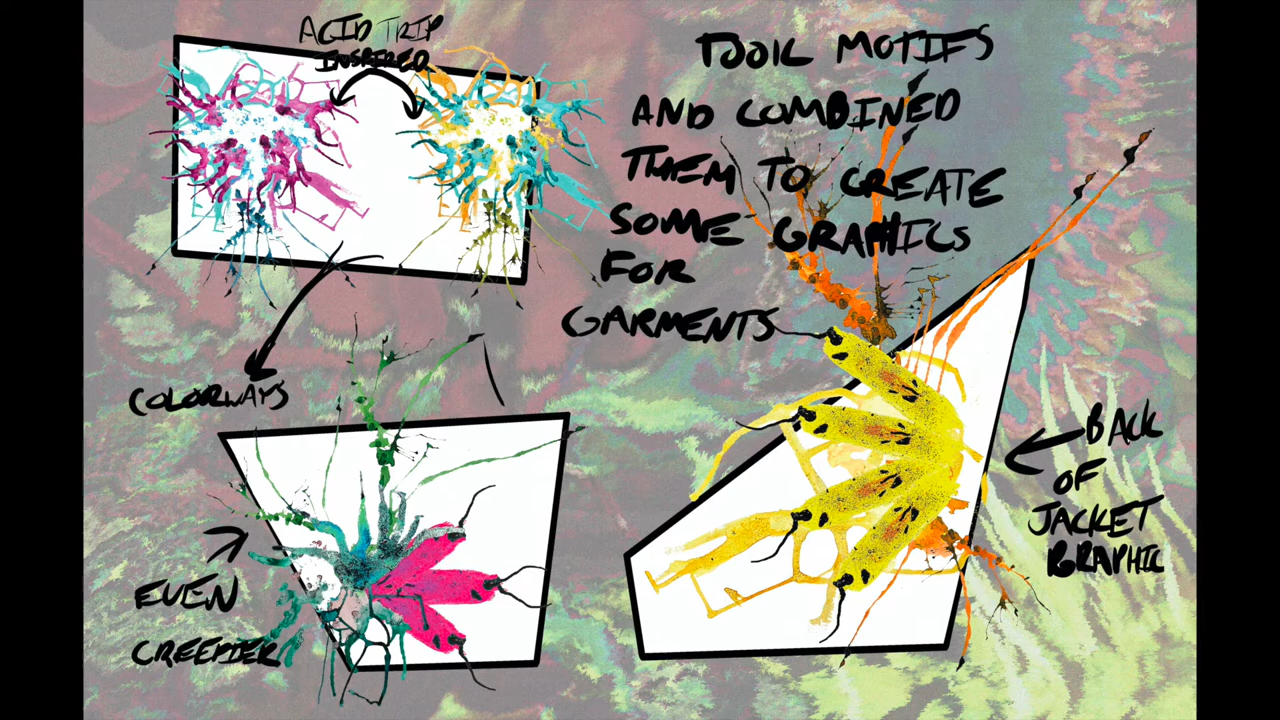 ACID TRIP
INSPIRED
TOOK MOTIFS
AND COMBINED
THEM TO CREATE
SOME GRAPHICS
FOR
GARMENTS
COLORWAYS
BACK
OF
JACKET
GRAPHIC
EVEN
CREEPIER